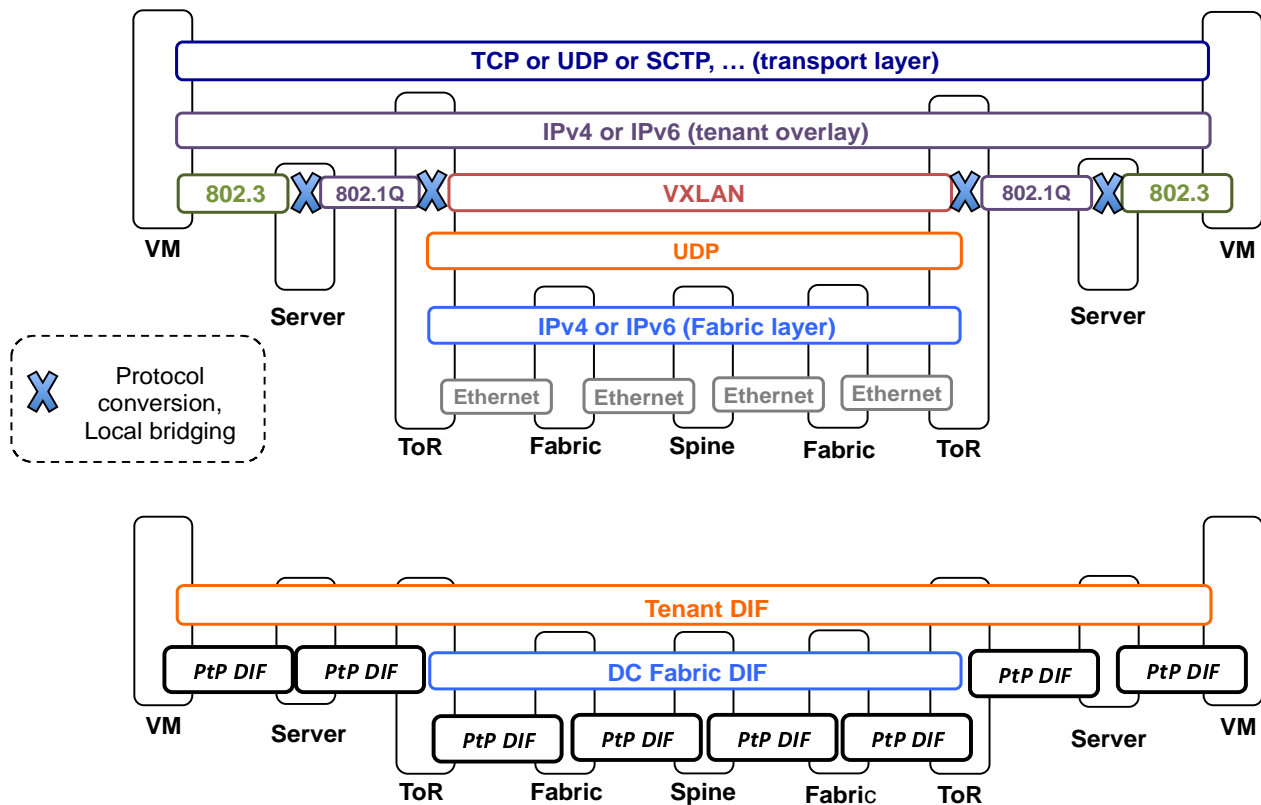 TCP or UDP or SCTP, … (transport layer)
IPv4 or IPv6 (tenant overlay)
802.3
802.1Q
VXLAN
802.1Q
802.3
VM
VM
UDP
Server
Server
IPv4 or IPv6 (Fabric layer)
Protocol
conversion,
Local bridging
Ethernet
Ethernet
Ethernet
Ethernet
ToR
Fabric
Spine
Fabric
ToR
Tenant DIF
PtP DIF
PtP DIF
DC Fabric DIF
PtP DIF
PtP DIF
VM
Server
Server
VM
PtP DIF
PtP DIF
PtP DIF
PtP DIF
ToR
Fabric
Spine
Fabric
ToR